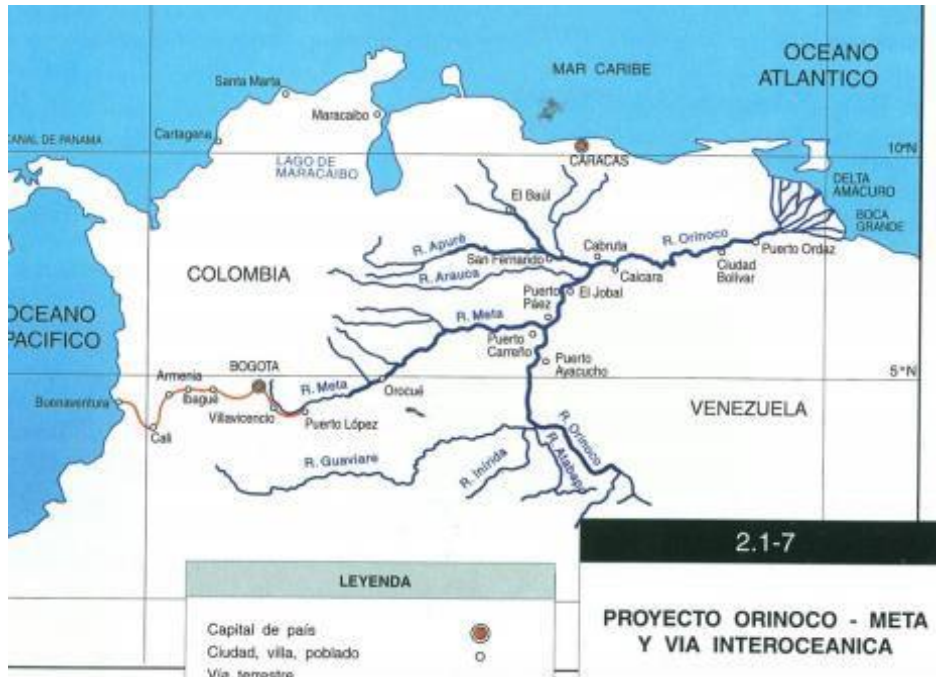 OCEANO
ATLANTICO
MAR CARIBE
Santa Marta
Maracaibo
Cartagena
CANAL DE PANAMA
LAGO DE
MARACAIBO
CARACAS
10°N
DELTA
AMACURO
BOCA
GRANDE
El Baúl
R. Apure
San Fernando
Cabruta
R. Orinoco
Puerto Ordaz
Ciudad
Bolívar
Caicara
R. Arauca
COLOMBIA
Puerto
Páez
El Jobal
OCEANO
PACIFICO
R. Meta
Puerto
Carreño
Puerto
Ayacucho
BOGOTA
Armenia
Ibagué
R. Meta
Orocué
5°N
Buenaventura
Villavicencio
Puerto López
VENEZUELA
Cali
R. Guaviare
R. Inírida
R. Atabapo
R. Orinoco
2.1-7
LEYENDA
PROYECTO ORINOCO - META
Y VIA INTEROCEANICA
Capital de país
Ciudad, villa, poblado
Vía terrestre